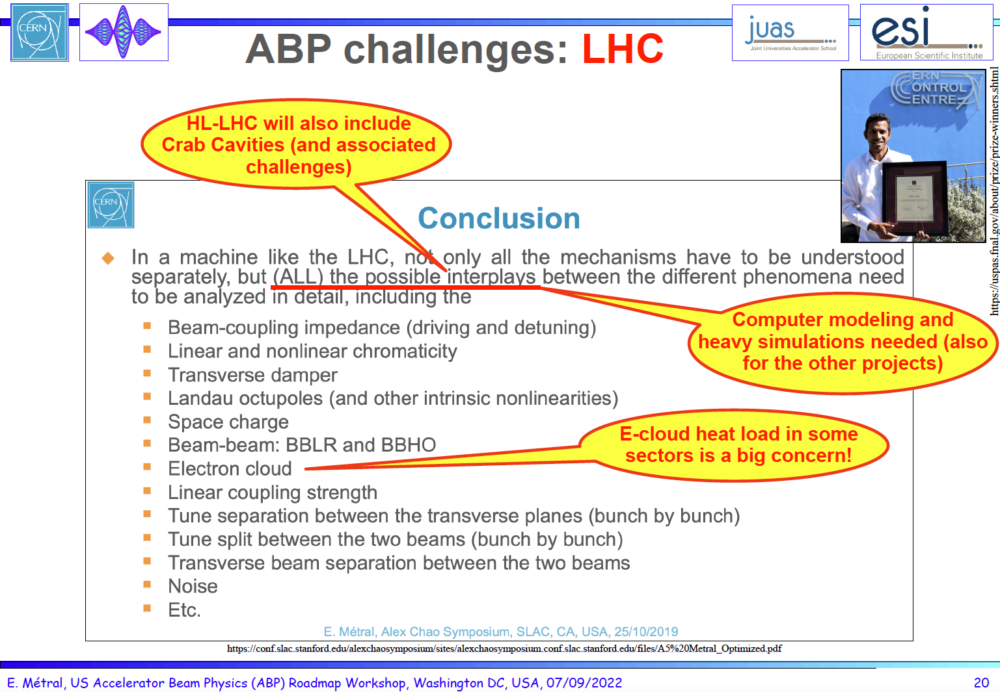 CERN
ABP challenges: LHC
juas
Joint Universities Accelerator School
esi
European Scientific Institute
ERN
ONTROL
ENTRE
https://uspas.fnal.gov/about/prize/prize-winners.shtml
HL-LHC will also include
Crab Cavities (and associated
challenges)
CERN
Conclusion
In a machine like the LHC, not only all the mechanisms have to be understood
separately, but (ALL) the possible interplays between the different phenomena need
to be analyzed in detail, including the
Computer modeling and
heavy simulations needed (also
for the other projects)
Beam-coupling impedance (driving and detuning)
Linear and nonlinear chromaticity
Transverse damper
Landau octupoles (and other intrinsic nonlinearities)
Space charge
Beam-beam: BBLR and BBHO
Electron cloud
E-cloud heat load in some
sectors is a big concern!
Linear coupling strength
Tune separation between the transverse planes (bunch by bunch)
Tune split between the two beams (bunch by bunch)
Transverse beam separation between the two beams
Noise
Etc.
E. Métral, Alex Chao Symposium, SLAC, CA, USA, 25/10/2019
https://conf.slac.stanford.edu/alexchaosymposium/sites/alexchaosymposium.conf.slac.stanford.edu/files/A5%20Metral_Optimized.pdf
E. Métral, US Accelerator Beam Physics (ABP) Roadmap Workshop, Washington DC, USA, 07/09/2022
20